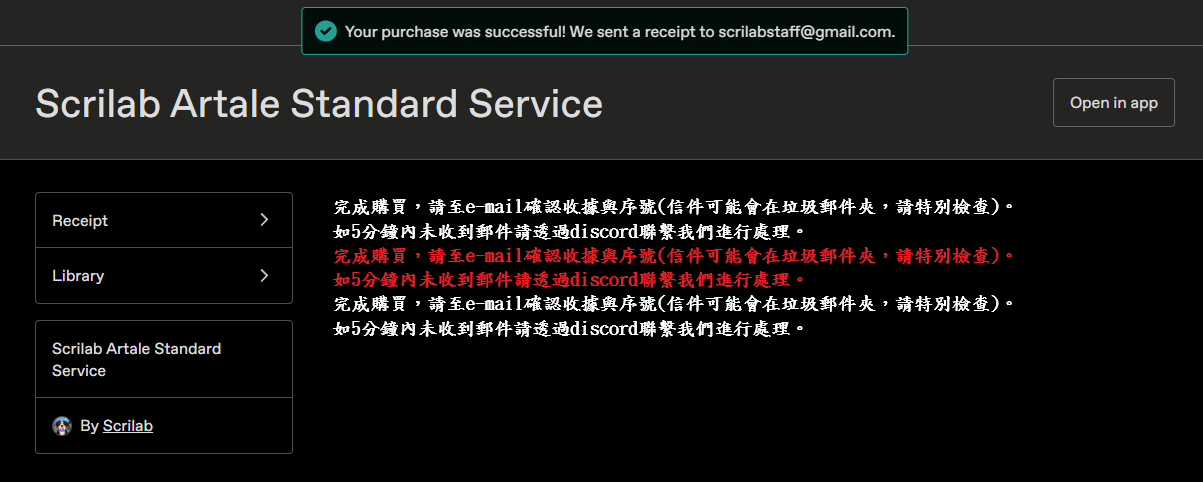 Your purchase was successful! We sent a receipt to scrilabstaff@gmail.com.
Scrilab Artale Standard Service
Open in app
Receipt
Library
Scrilab Artale Standard
Service
By Scrilab
完成購買，請至e-mail確認收據與序號(信件可能會在垃圾郵件夾，請特別檢查)。
如5分鐘內未收到郵件請透過discord聯繫我們進行處理。
完成購買，請至e-mail確認收據與序號(信件可能會在垃圾郵件夾，請特別檢查)。
如5分鐘內未收到郵件請透過discord聯繫我們進行處理。
完成購買，請至e-mail確認收據與序號(信件可能會在垃圾郵件夾，請特別檢查)。
如5分鐘內未收到郵件請透過discord聯繫我們進行處理。